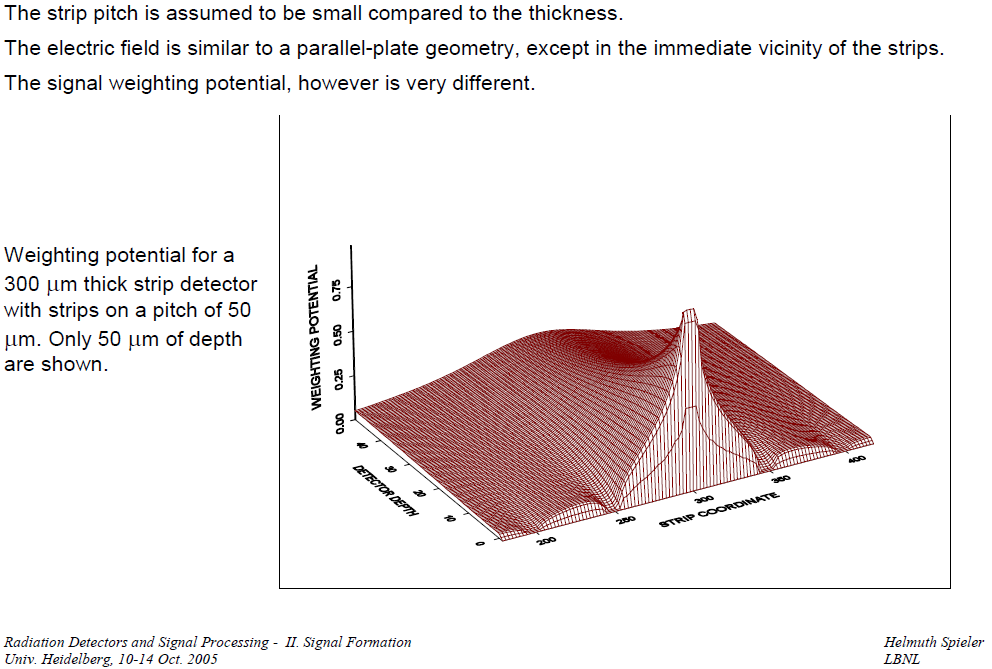 The strip pitch is assumed to be small compared to the thickness.
The electric field is similar to a parallel-plate geometry, except in the immediate vicinity of the strips.
The signal weighting potential, however is very different.
Weighting potential for a
300 μm thick strip detector
with strips on a pitch of 50
μm. Only 50 μm of depth
are shown.
WEIGHTING POTENTIAL
0.75
0.50
0.25
0.00
40
30
20
10
0
DETECTOR DEPTH
200
250
300
350
400
STRIP COORDINATE
Radiation Detectors and Signal Processing - II. Signal Formation
Univ. Heidelberg, 10-14 Oct. 2005
Helmuth Spieler
LBNL